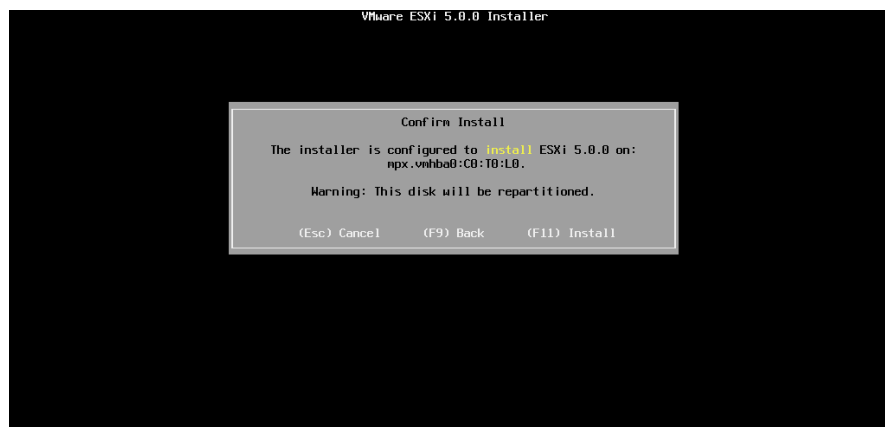 VMware ESXi 5.0.0 Installer
Confirm Install
The installer is configured to install ESXi 5.0.0 on:
mpx.vmhba0:C0:T0:L0.
Warning: This disk will be repartitioned.
(Esc) Cancel (F9) Back (F11) Install